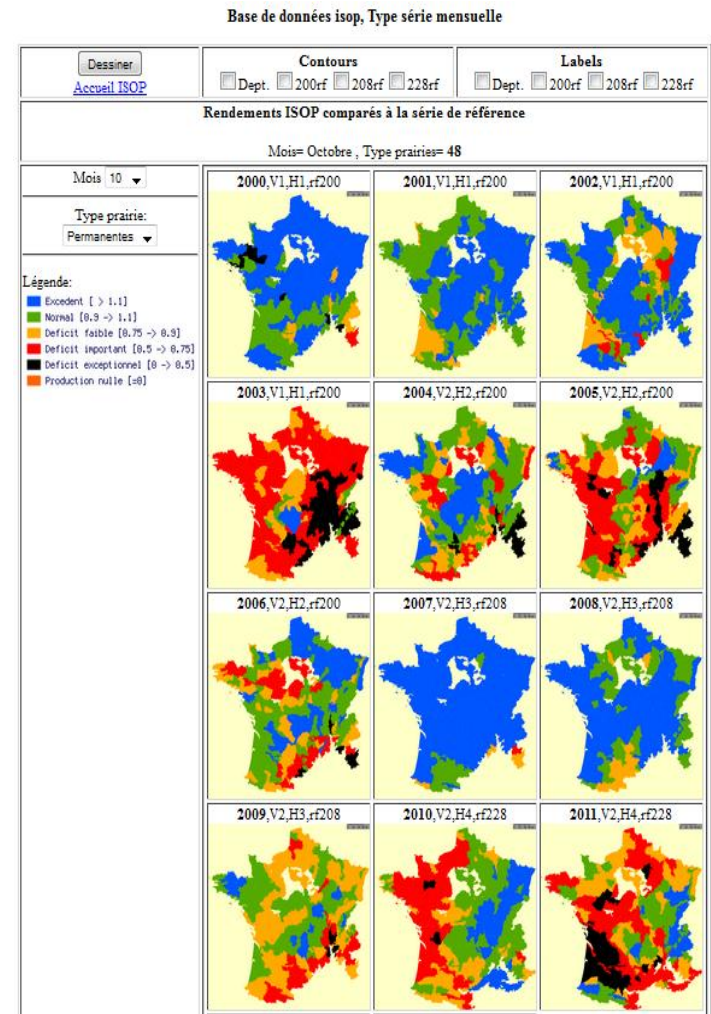 Base de données isop, Type série mensuelle
Dessiner
Accueil ISOP
Contours
Dept. 200rf 208rf 228rf
Labels
Dept. 200rf 208rf 228rf
Rendements ISOP comparés à la série de référence
Mois= Octobre , Type prairies= 48
Mois 10
Type prairie:
Permanentes
Légende:
Excedent [ > 1.1]
Normal [0.9 -> 1.1]
Deficit faible [0.75 -> 0.9]
Deficit important [0.5 -> 0.75]
Deficit exceptionnel [0 -> 0.5]
Production nulle [=0]
2000,V1,H1,rf200
2001,V1,H1,rf200
2002,V1,H1,rf200
2003,V1,H1,rf200
2004,V2,H2,rf200
2005,V2,H2,rf200
2006,V2,H2,rf200
2007,V2,H3,rf208
2008,V2,H3,rf208
2009,V2,H3,rf208
2010,V2,H4,rf228
2011,V2,H4,rf228